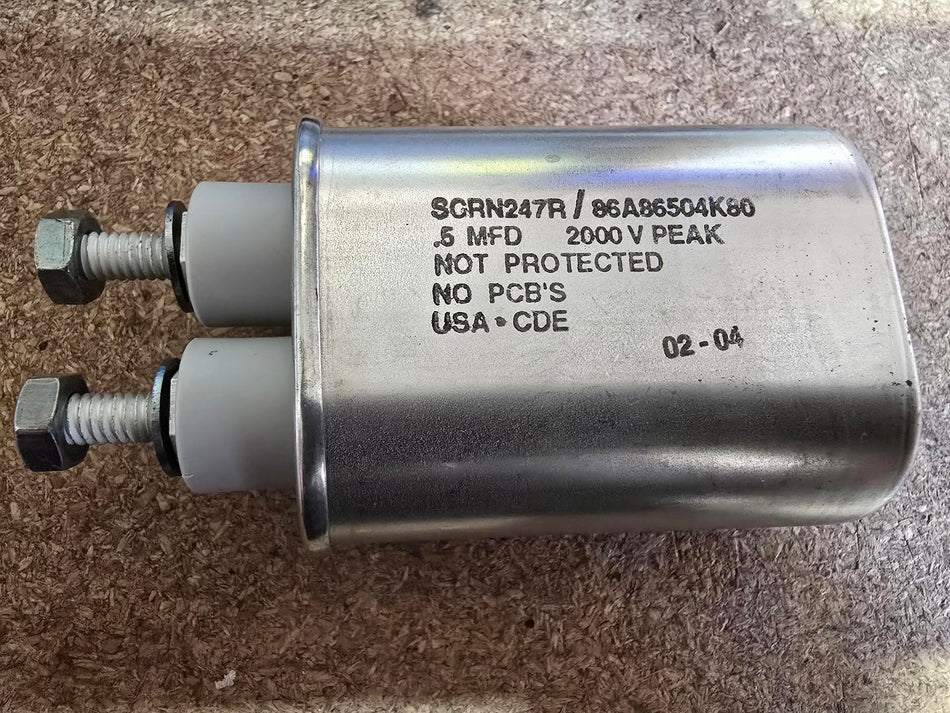 SCRN247R/86A86504K80
.5 MFD 2000 V PEAK
NOT PROTECTED
NO PCB'S
USA • CDE
02-04